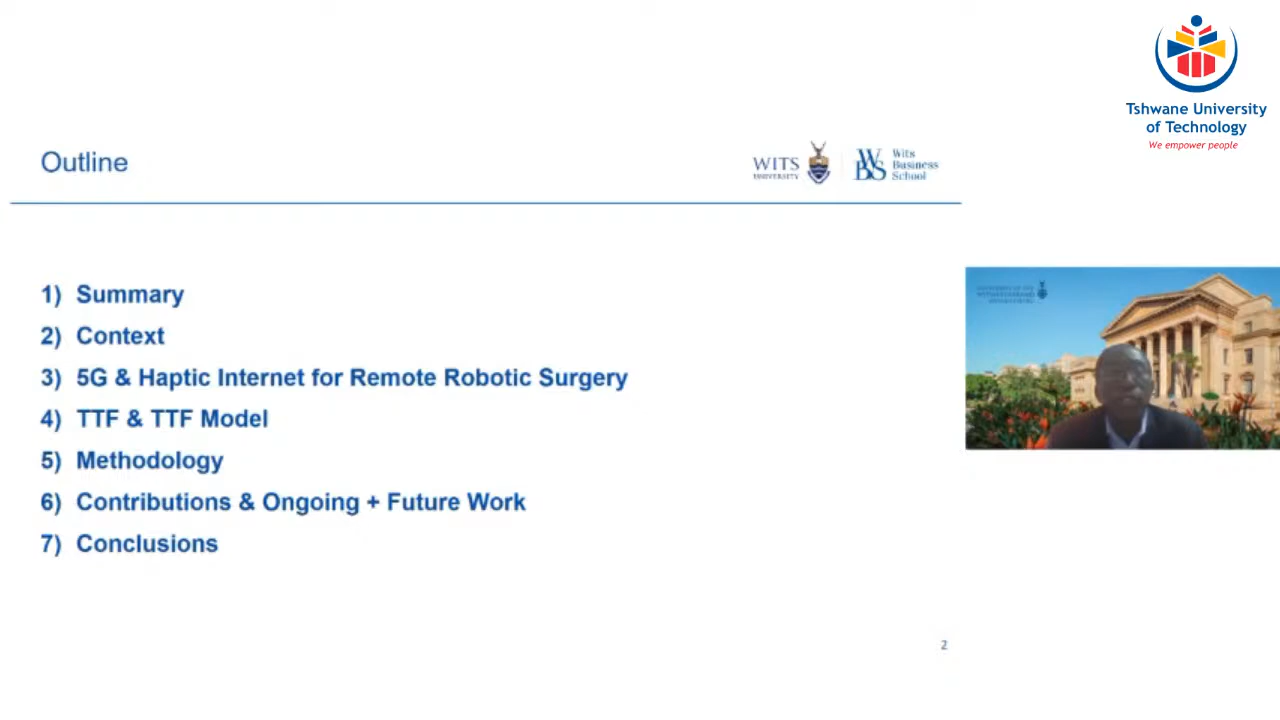 Tshwane University
of Technology
We empower people
Outline
WITS
UNIVERSITY
WBS
Wits
Business
School
1) Summary
2) Context
3) 5G & Haptic Internet for Remote Robotic Surgery
4) TTF & TTF Model
5) Methodology
6) Contributions & Ongoing + Future Work
7) Conclusions
2